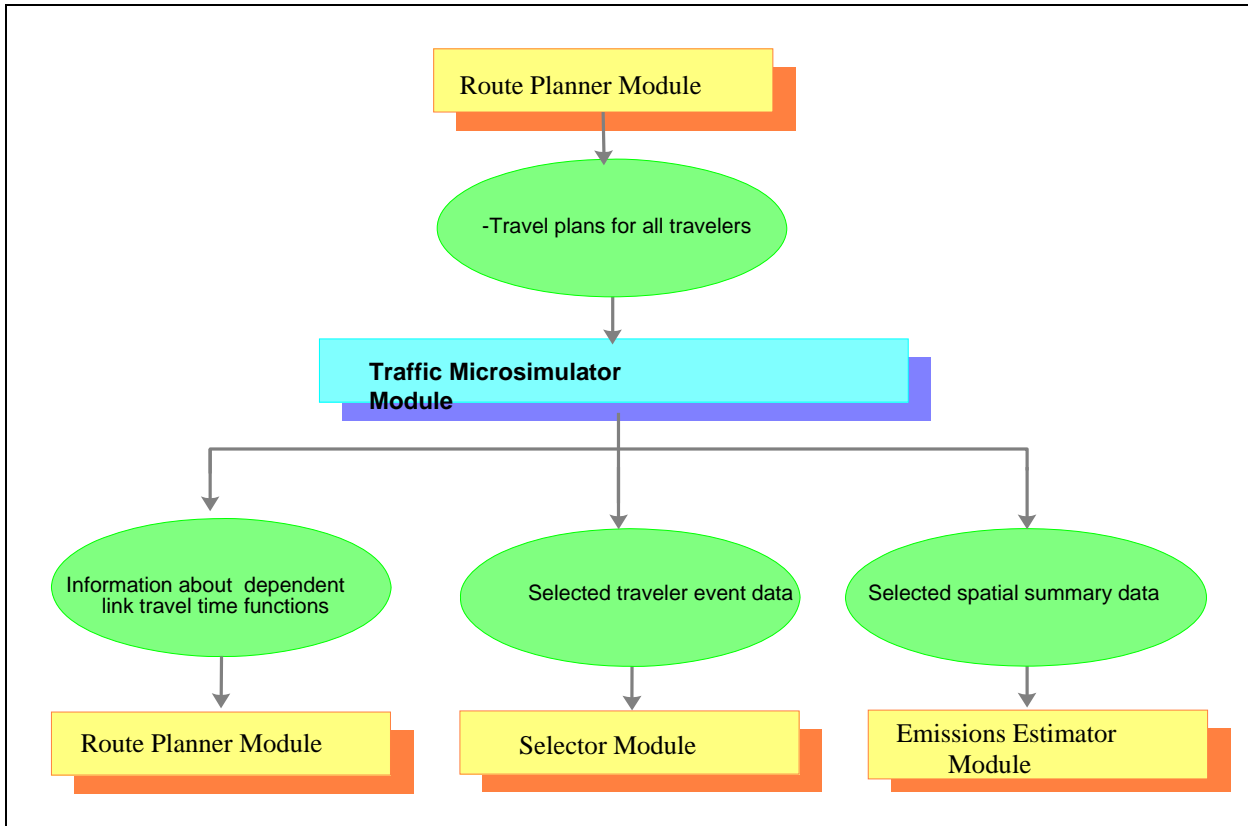 Route Planner Module
-Travel plans for all travelers
Traffic Microsimulator
Module
Information about dependent
link travel time functions
Selected traveler event data
Selected spatial summary data
Route Planner Module
Selector Module
Emissions Estimator
Module